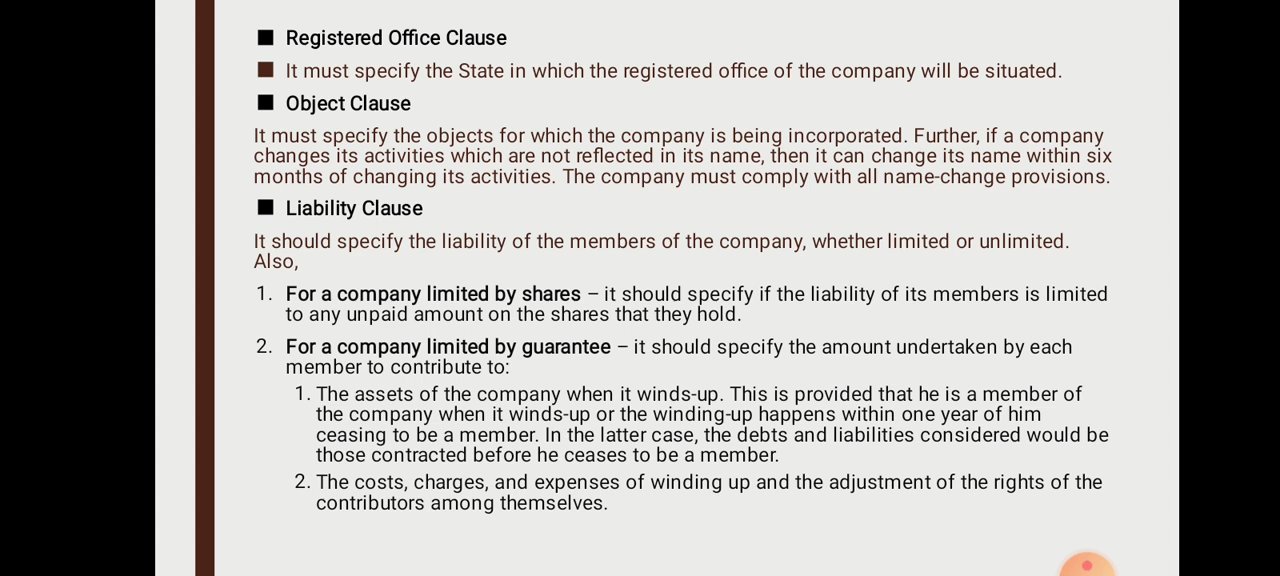 ■ Registered Office Clause
■ It must specify the State in which the registered office of the company will be situated.
■ Object Clause
It must specify the objects for which the company is being incorporated. Further, if a company
changes its activities which are not reflected in its name, then it can change its name within six
months of changing its activities. The company must comply with all name-change provisions.
■ Liability Clause
It should specify the liability of the members of the company, whether limited or unlimited.
Also,
1. For a company limited by shares – it should specify if the liability of its members is limited
to any unpaid amount on the shares that they hold.
2. For a company limited by guarantee – it should specify the amount undertaken by each
member to contribute to:
1. The assets of the company when it winds-up. This is provided that he is a member of
the company when it winds-up or the winding-up happens within one year of him
ceasing to be a member. In the latter case, the debts and liabilities considered would be
those contracted before he ceases to be a member.
2. The costs, charges, and expenses of winding up and the adjustment of the rights of the
contributors among themselves.